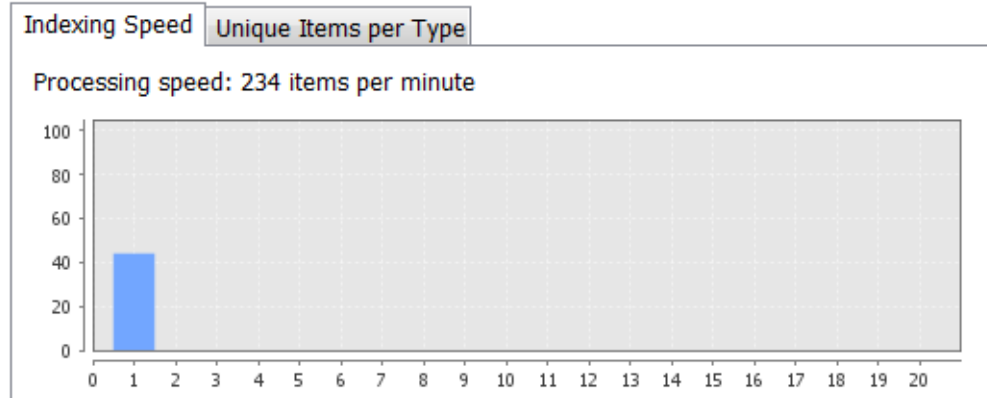 Indexing Speed Unique Items per Type
Processing speed: 234 items per minute
100
80
60
40
20
0
0 1 2 3 4 5 6 7 8 9 10 11 12 13 14 15 16 17 18 19 20